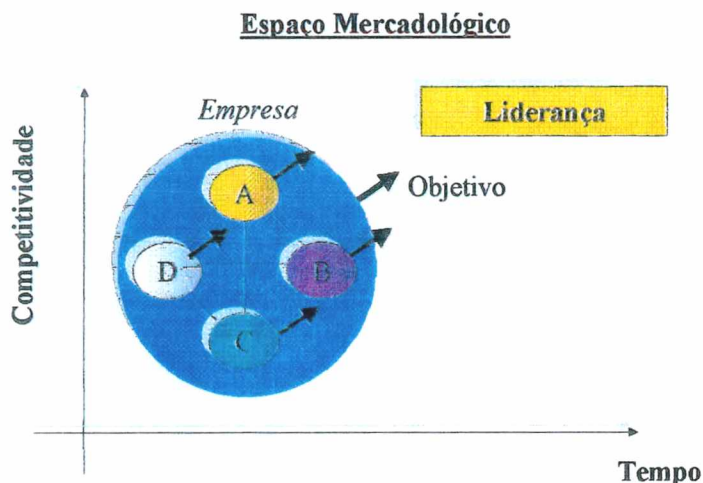 Espaço Mercadológico
Liderança
Empresa
A
Objetivo
Competitividade
D
B
C
Tempo